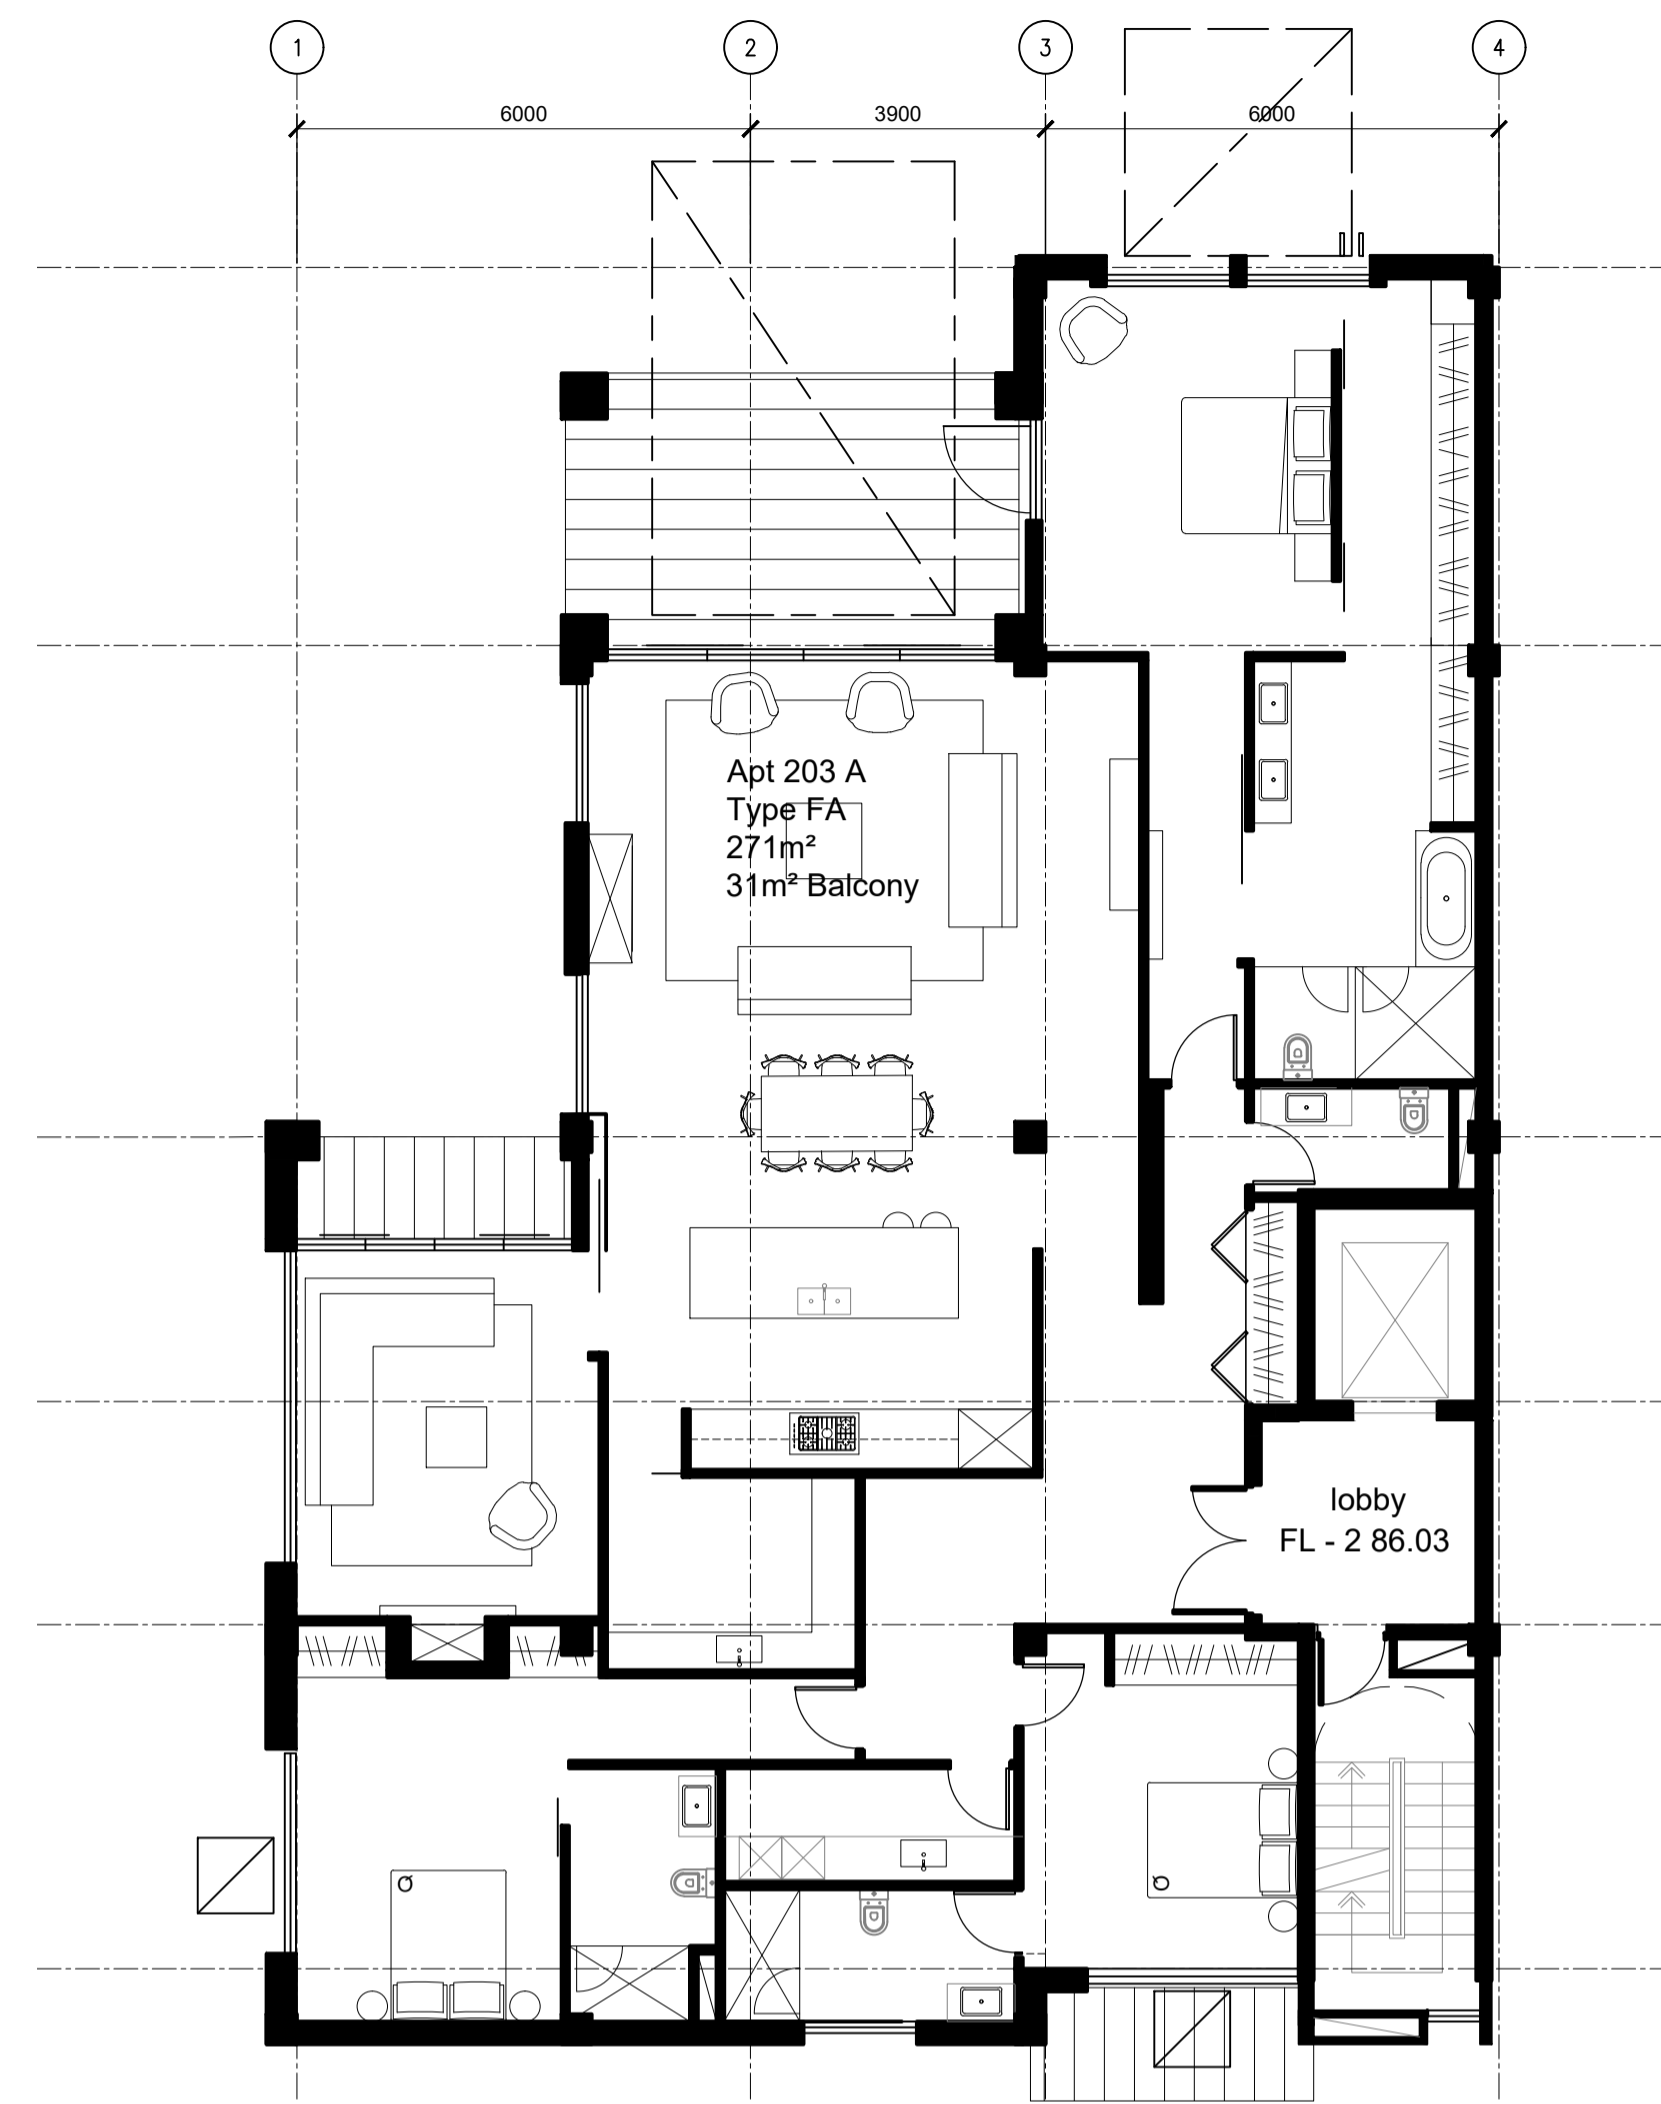 1 2 3 4
6000 3900 6000
Apt 203 A
Type FA
271m²
31m² Balcony
lobby
FL - 2 86.03